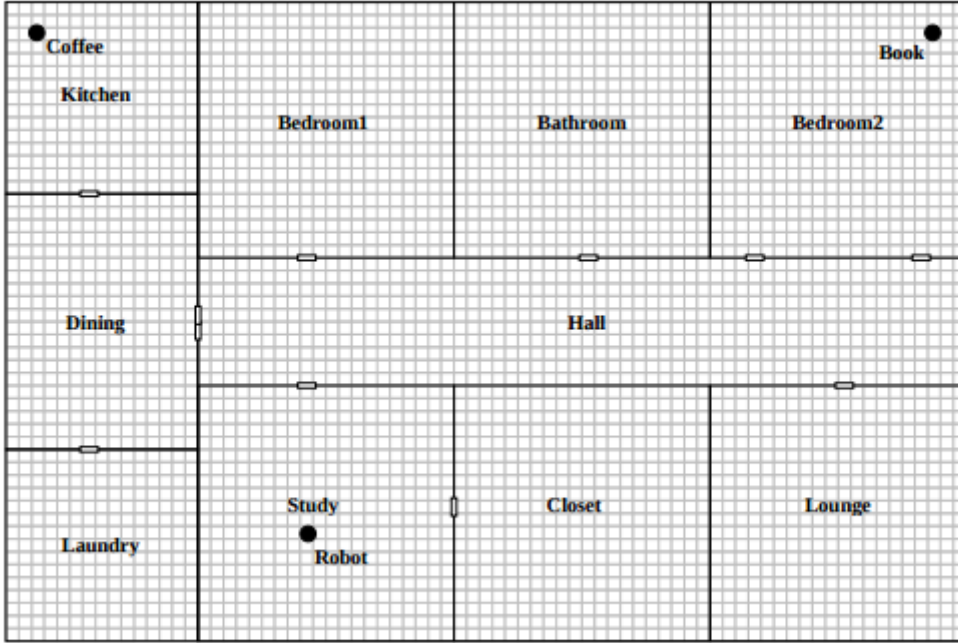 Coffee
Book
Kitchen
Bedroom1
Bathroom
Bedroom2
Dining
Hall
Study
Closet
Lounge
Laundry
Robot